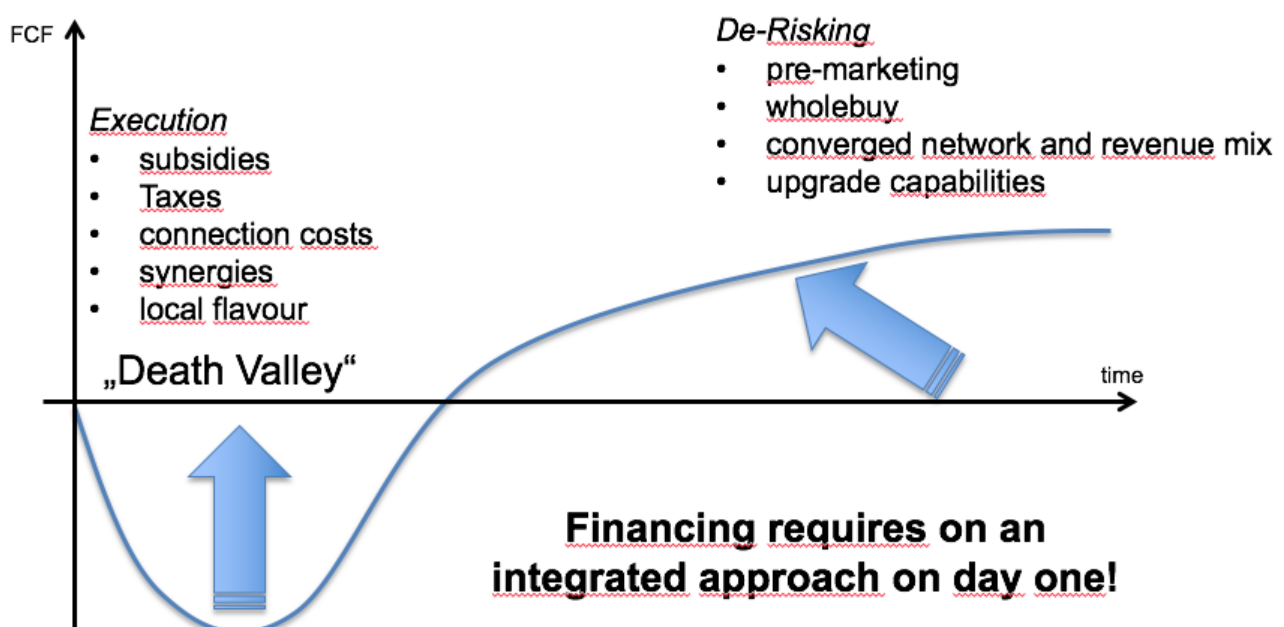 FCF
De-Risking
• pre-marketing
• wholebuy
• converged network and revenue mix
• upgrade capabilities
Execution
• subsidies
• Taxes
• connection costs
• synergies
• local flavour
„Death Valley“
time
Financing requires on an
integrated approach on day one!